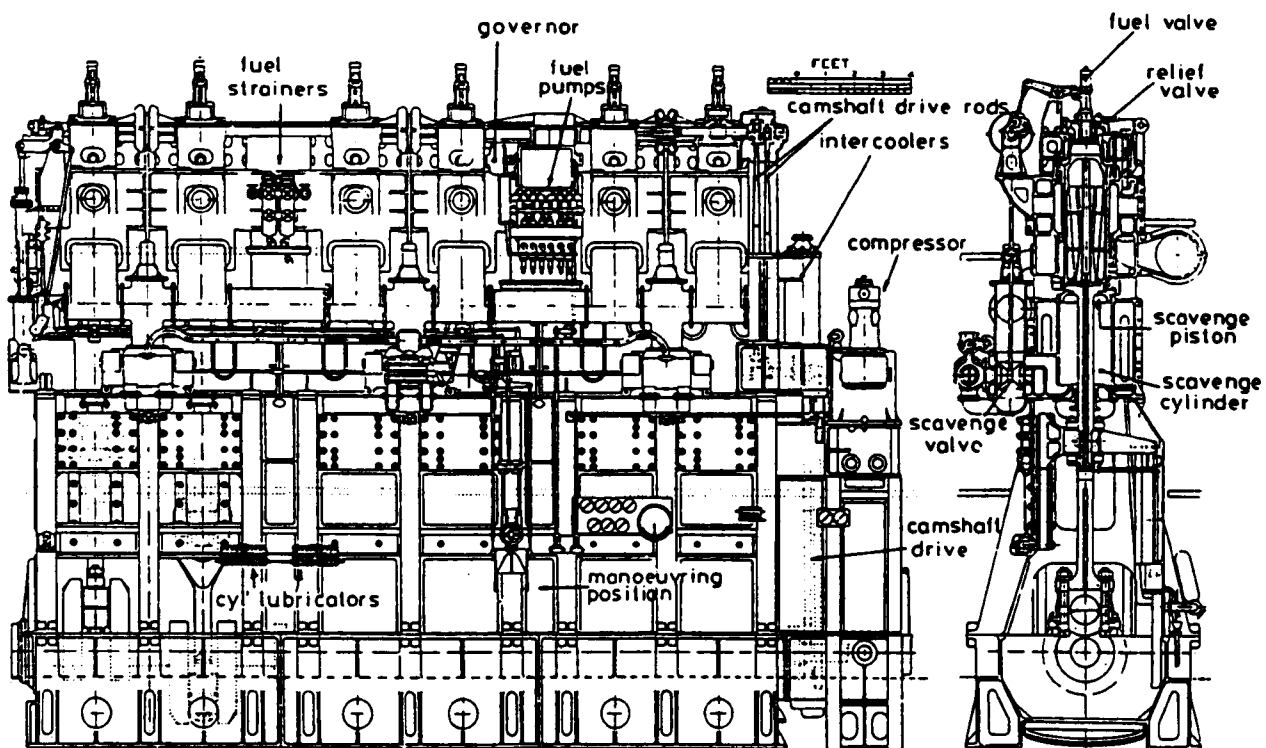 governor
fuel
strainers
fuel
pumps
FEET
camshaft drive rods
intercoolers
compressor
fuel valve
relief
valve
scavenge
piston
scavenge
cylinder
scavenge
valve
camshaft
drive
manoeuvring
position
cyl lubricators